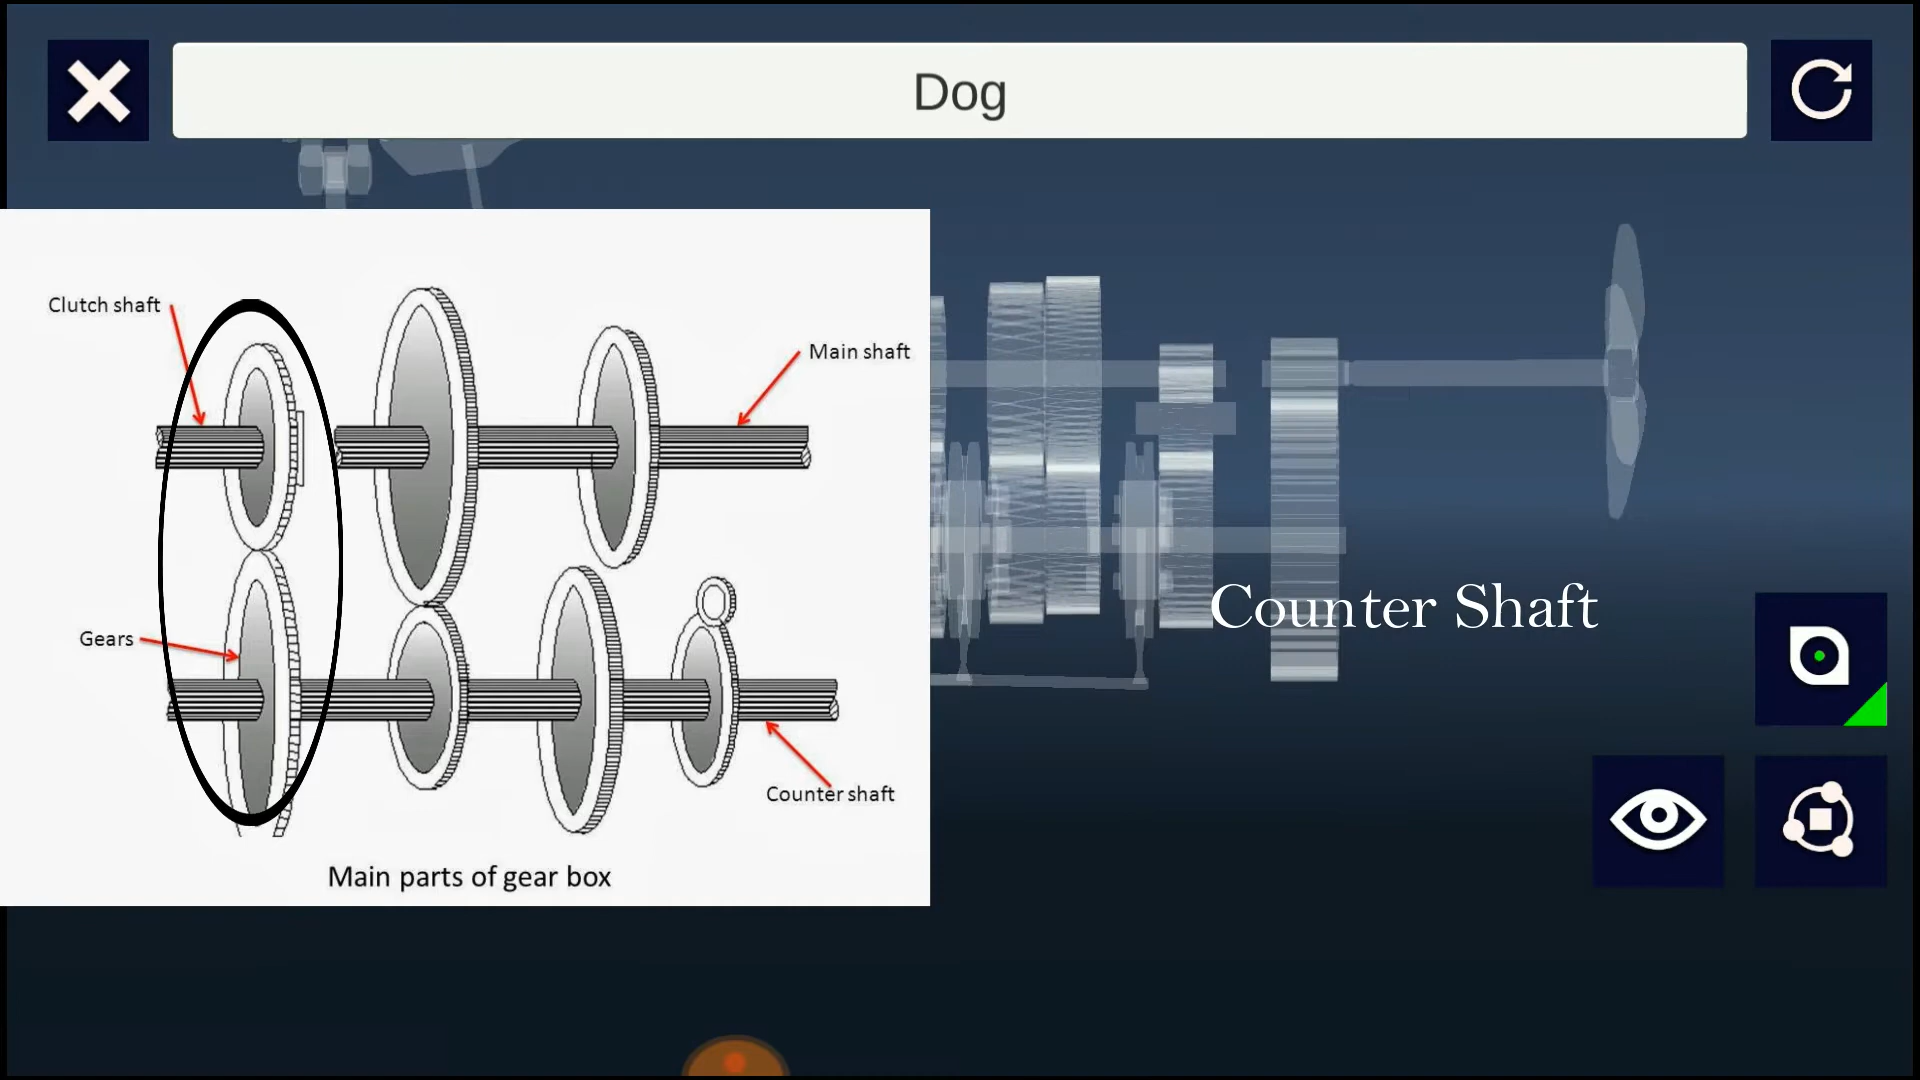 Dog
Clutch shaft
Main shaft
Counter Shaft
Gears
Counter shaft
Main parts of gear box